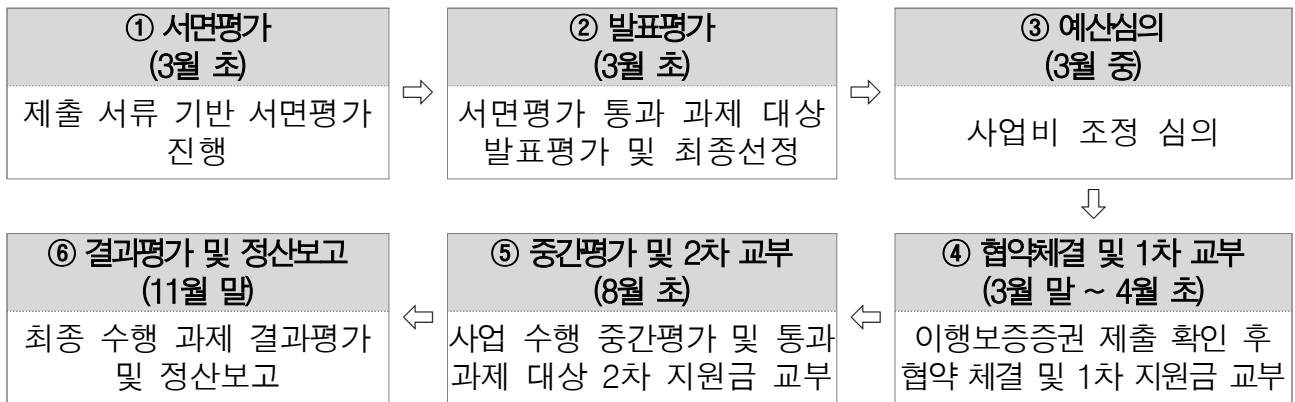 ① 서면평가
(3월 초)
제출 서류 기반 서면평가
진행
⇨
② 발표평가
(3월 초)
서면평가 통과 과제 대상
발표평가 및 최종선정
⇨
③ 예산심의
(3월 중)
사업비 조정 심의
⇩
④ 협약체결 및 1차 교부
(3월 말 ~ 4월 초)
이행보증증권 제출 확인 후
협약 체결 및 1차 지원금 교부
⇦
⑤ 중간평가 및 2차 교부
(8월 초)
사업 수행 중간평가 및 통과
과제 대상 2차 지원금 교부
⇦
⑥ 결과평가 및 정산보고
(11월 말)
최종 수행 과제 결과평가
및 정산보고